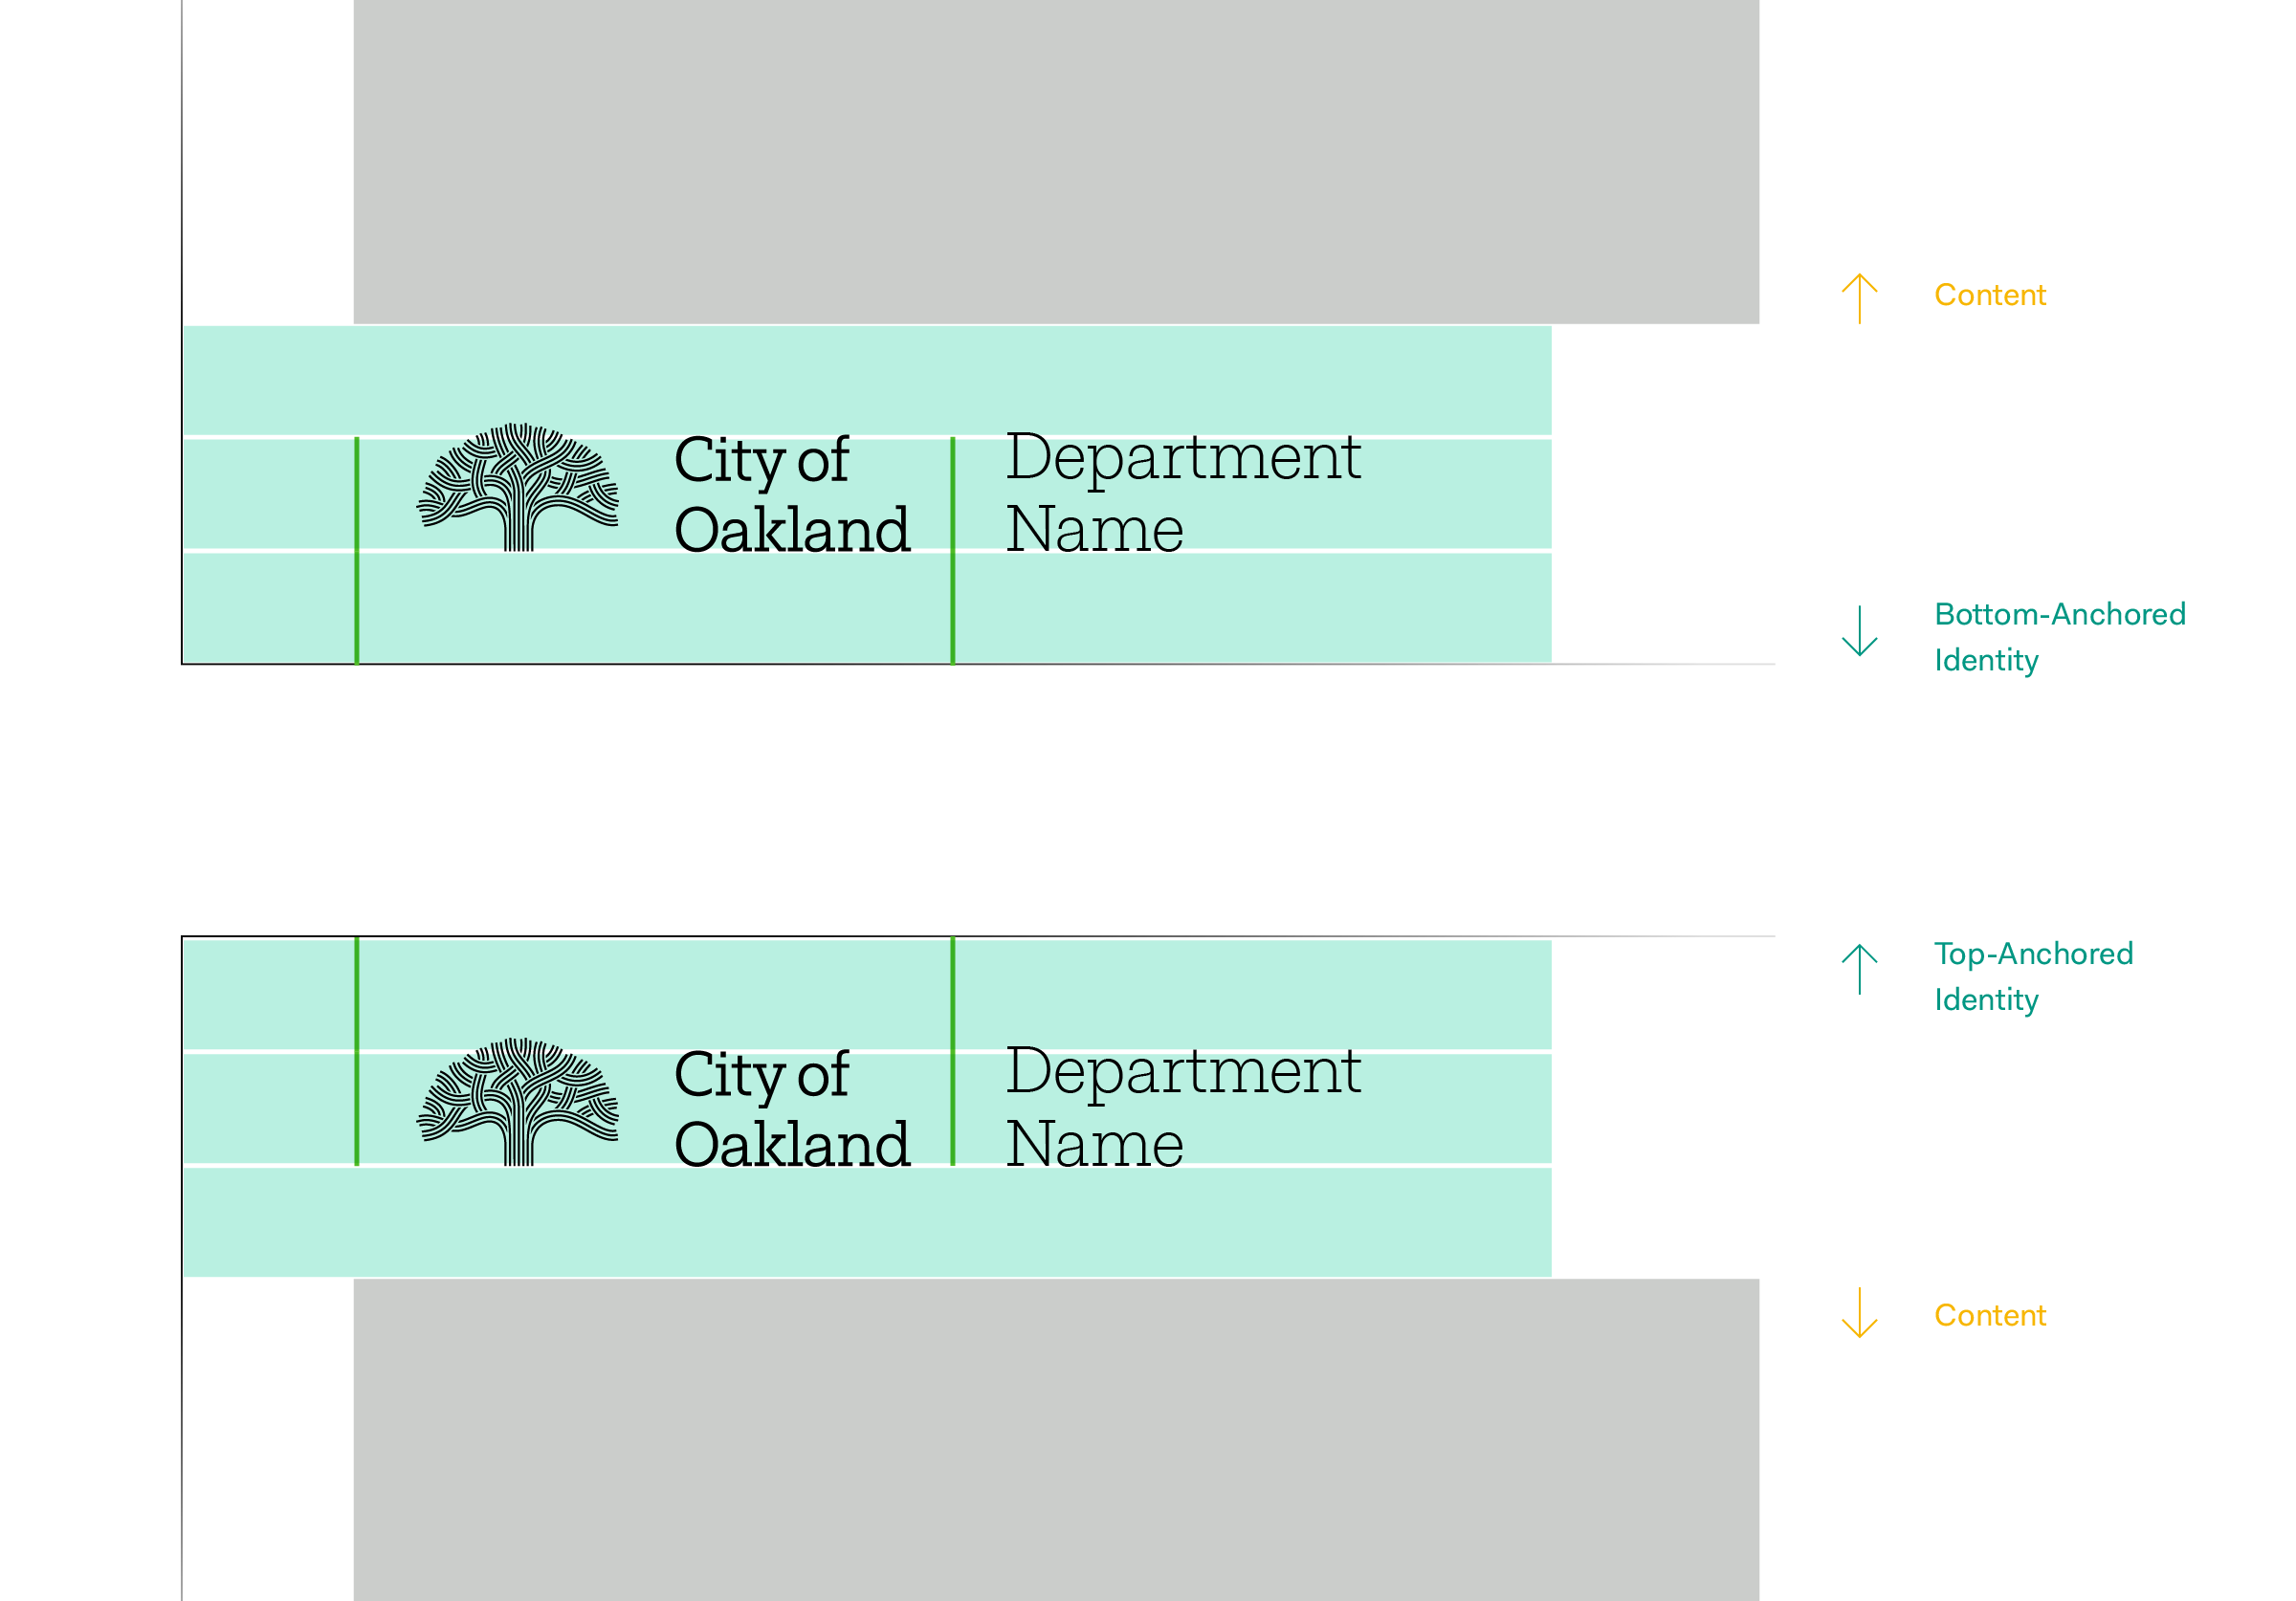 Content
City of
Oakland
Department
Name
Bottom-Anchored
Identity
Top-Anchored
Identity
City of
Oakland
Department
Name
Content